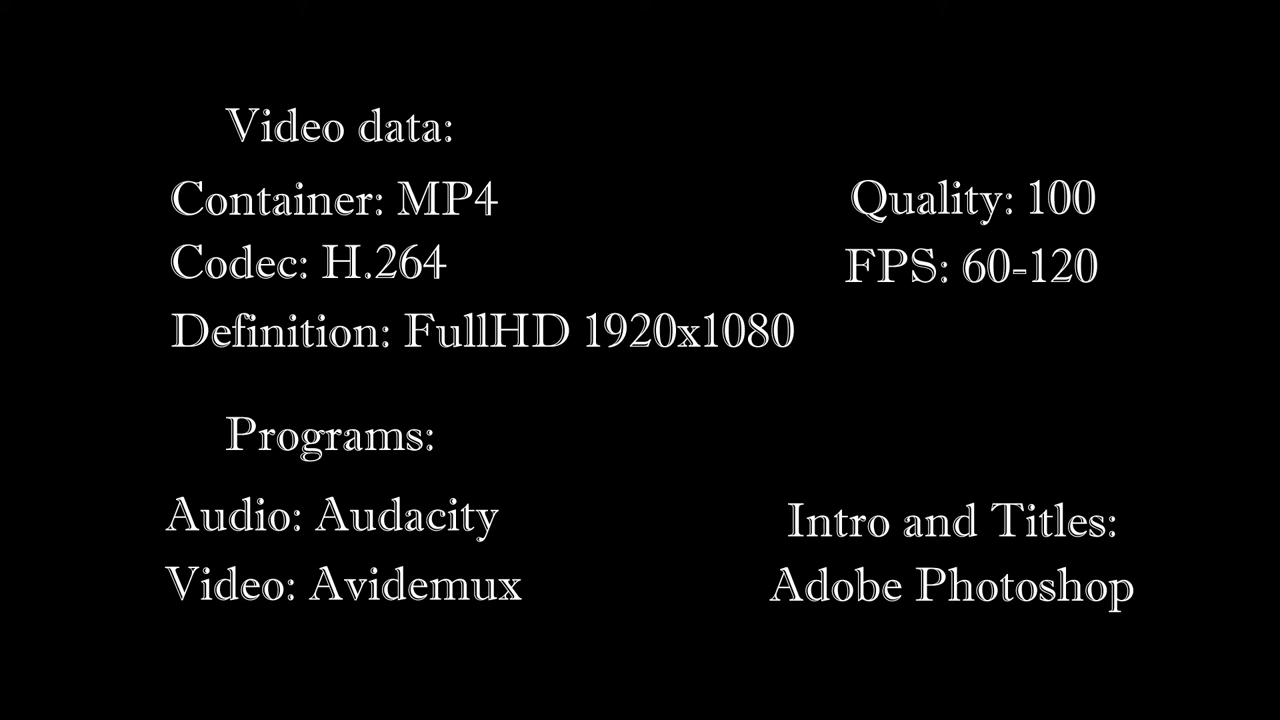 Video data:
Container: MP4
Quality: 100
Codec: H.264
FPS: 60-120
Definition: FullHD 1920x1080
Programs:
Audio: Audacity
Intro and Titles:
Video: Avidemux
Adobe Photoshop